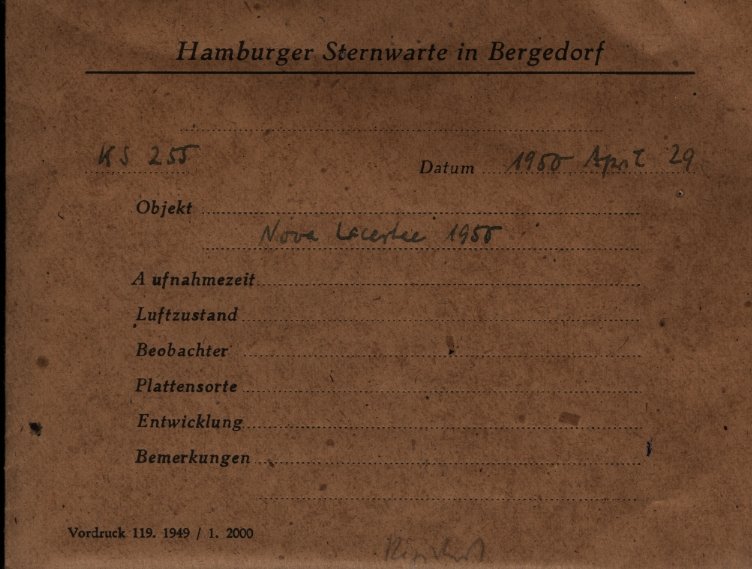 Hamburger Sternwarte in Bergedorf
KS 255 Datum 1950 April 29
Objekt
Nova Lacertae 1950
Aufnahmezeit
Luftzustand
Beobachter
Plattensorte
Entwicklung
Bemerkungen
Vordruck 119. 1949 / 1. 2000